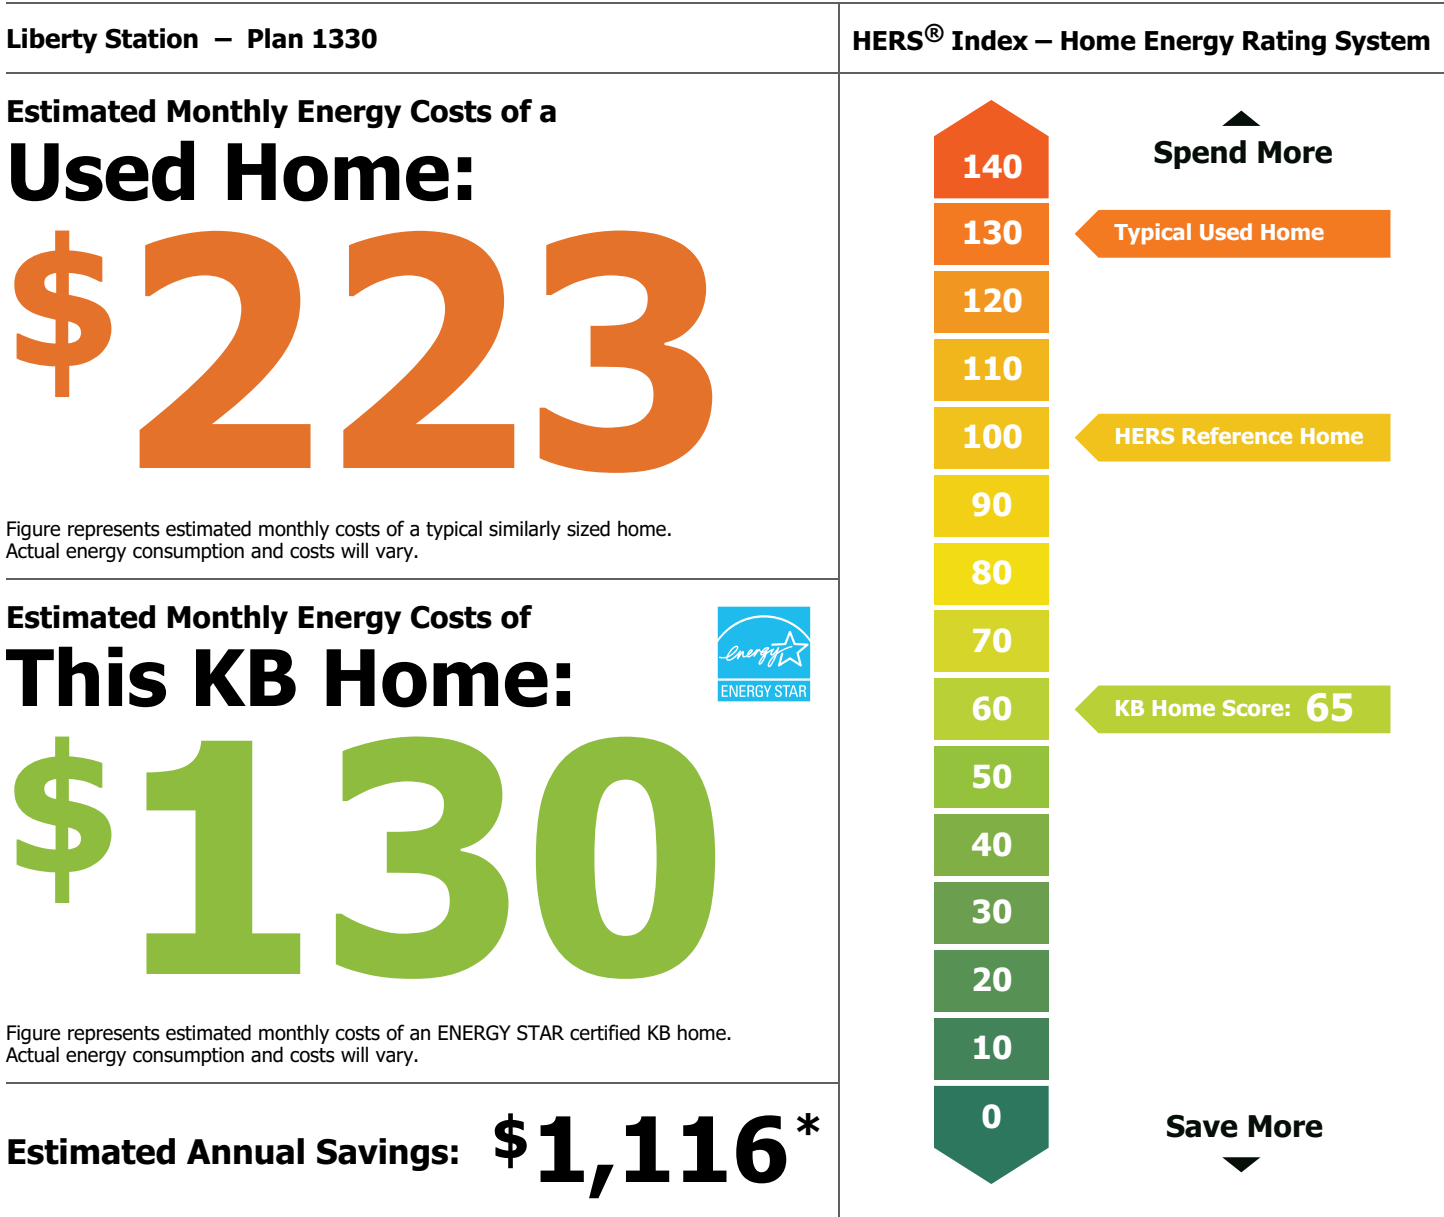 Liberty Station – Plan 1330
Estimated Monthly Energy Costs of a
Used Home:
$223
Figure represents estimated monthly costs of a typical similarly sized home.
Actual energy consumption and costs will vary.
Estimated Monthly Energy Costs of
This KB Home:
energy
ENERGY STAR
$130
Figure represents estimated monthly costs of an ENERGY STAR certified KB home.
Actual energy consumption and costs will vary.
Estimated Annual Savings: $1,116*
HERS® Index – Home Energy Rating System
Spend More
140
130 Typical Used Home
120
110
100 HERS Reference Home
90
80
70
60 KB Home Score: 65
50
40
30
20
10
0
Save More